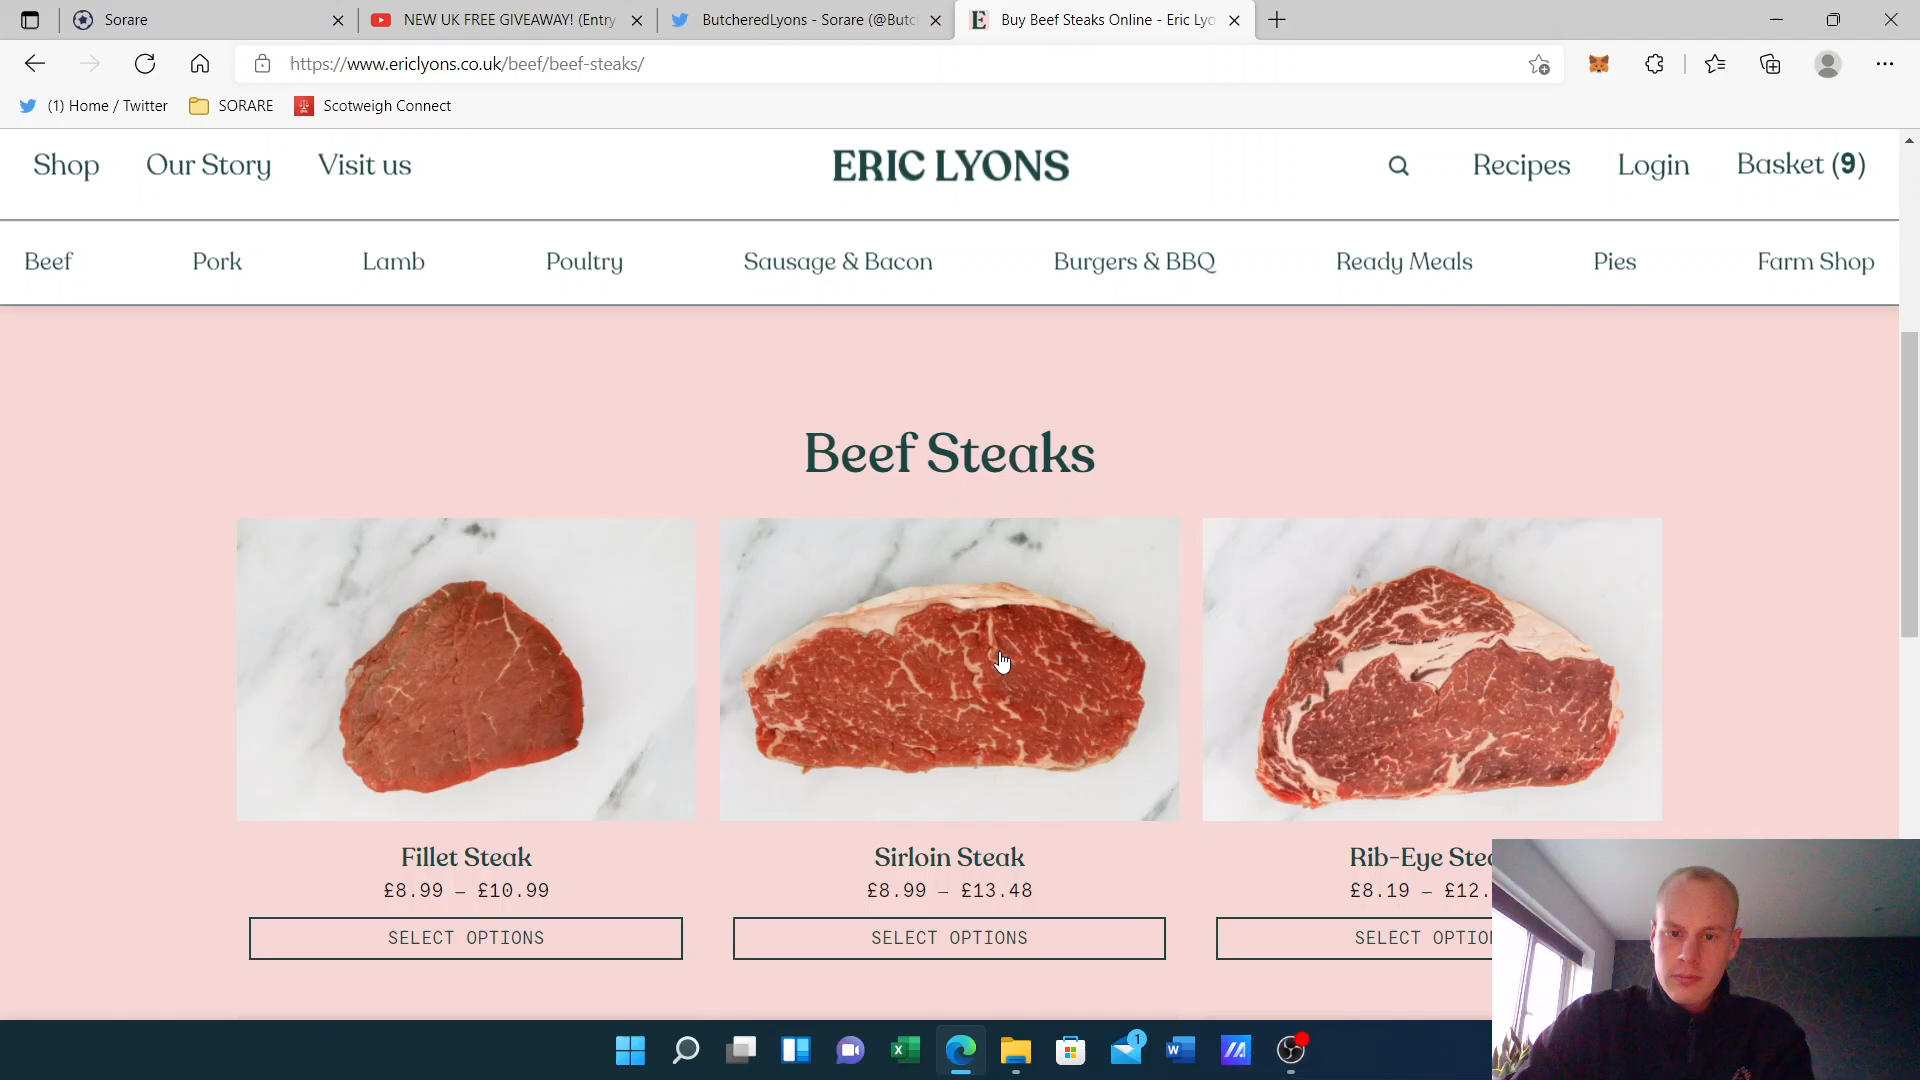 Sorare
NEW UK FREE GIVEAWAY! (Entry
ButcheredLyons - Sorare (@Butc
Buy Beef Steaks Online - Eric Lyo
https://www.ericlyons.co.uk/beef/beef-steaks/
(1) Home / Twitter
SORARE
Scotweigh Connect
Shop
Our Story
Visit us
ERIC LYONS
Recipes
Login
Basket (9)
Beef
Pork
Lamb
Poultry
Sausage & Bacon
Burgers & BBQ
Ready Meals
Pies
Farm Shop
Beef Steaks
Fillet Steak
£8.99 – £10.99
SELECT OPTIONS
Sirloin Steak
£8.99 – £13.48
SELECT OPTIONS
Rib-Eye Stea
£8.19 – £12.
SELECT OPTION
1